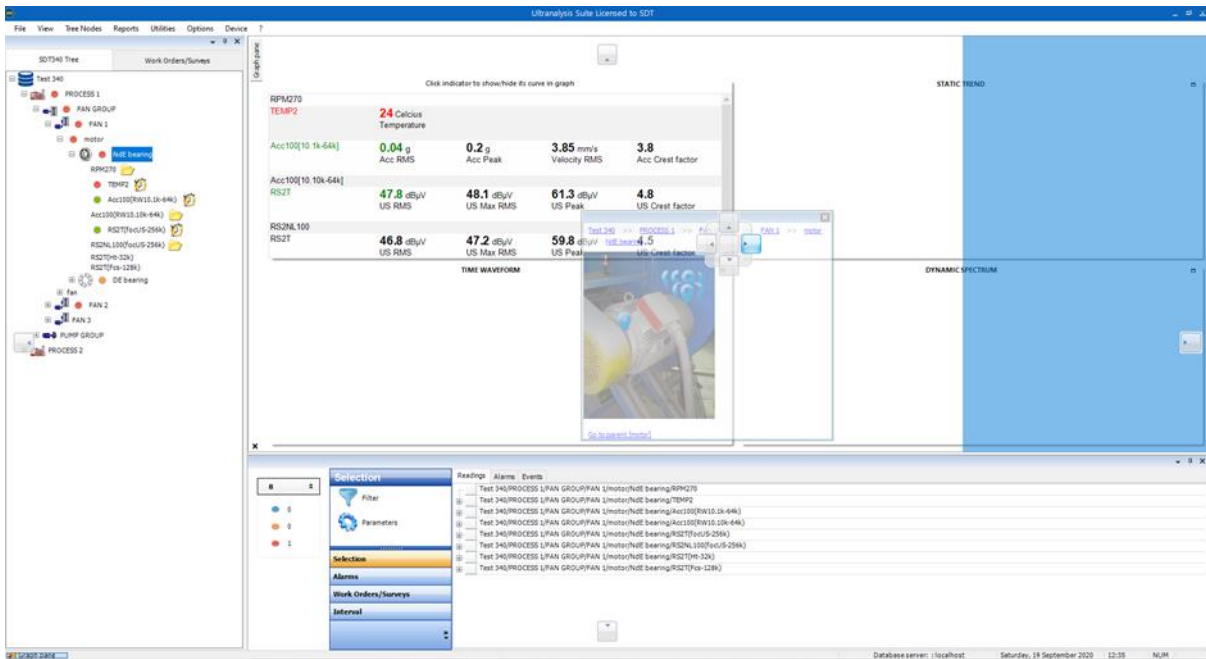 Ultranalysis Suite Licensed to SDT
File View Tree Nodes Reports Utilities Options Device ?
SDT340 Tree Work Orders/Surveys
Test 340
PROCESS 1
FAN GROUP
FAN 1
motor
NdE bearing
RPM270
TEMP2
Acc100[RW10.1k-64k]
Acc100[RW10.10k-64k]
RS2T[focUS-256k]
RS2NL100[focUS-256k]
RS2T[Ht-32k]
RS2T[Fcs-128k]
DE bearing
fan
FAN 2
FAN 3
PUMP GROUP
PROCESS 2
Graph pane
Click indicator to show/hide its curve in graph
RPM270
TEMP2 24 Celcius
Temperature
Acc100[10.1k-64k] 0.04 g 0.2 g 3.85 mm/s 3.8
Acc RMS Acc Peak Velocity RMS Acc Crest factor
Acc100[10.10k-64k]
RS2T 47.8 dBµV 48.1 dBµV 61.3 dBµV 4.8
US RMS US Max RMS US Peak US Crest factor
RS2NL100
RS2T 46.8 dBµV 47.2 dBµV 59.8 dBµV 4.5
US RMS US Max RMS US Peak US Crest factor
STATIC TREND
TIME WAVEFORM
DYNAMIC SPECTRUM
Test 340 >> PROCESS 1 >> >> FAN 1 >> motor
NdE bearing
Go to parent [motor]
8
0
0
1
Selection
Filter
Parameters
Selection
Alarms
Work Orders/Surveys
Interval
Readings Alarms Events
Test 340/PROCESS 1/FAN GROUP/FAN 1/motor/NdE bearing/RPM270
Test 340/PROCESS 1/FAN GROUP/FAN 1/motor/NdE bearing/TEMP2
Test 340/PROCESS 1/FAN GROUP/FAN 1/motor/NdE bearing/Acc100[RW10.1k-64k]
Test 340/PROCESS 1/FAN GROUP/FAN 1/motor/NdE bearing/Acc100[RW10.10k-64k]
Test 340/PROCESS 1/FAN GROUP/FAN 1/motor/NdE bearing/RS2T[focUS-256k]
Test 340/PROCESS 1/FAN GROUP/FAN 1/motor/NdE bearing/RS2NL100[focUS-256k]
Test 340/PROCESS 1/FAN GROUP/FAN 1/motor/NdE bearing/RS2T[Ht-32k]
Test 340/PROCESS 1/FAN GROUP/FAN 1/motor/NdE bearing/RS2T[Fcs-128k]
Graph pane
Database server: : localhost Saturday, 19 September 2020 12:35 NUM